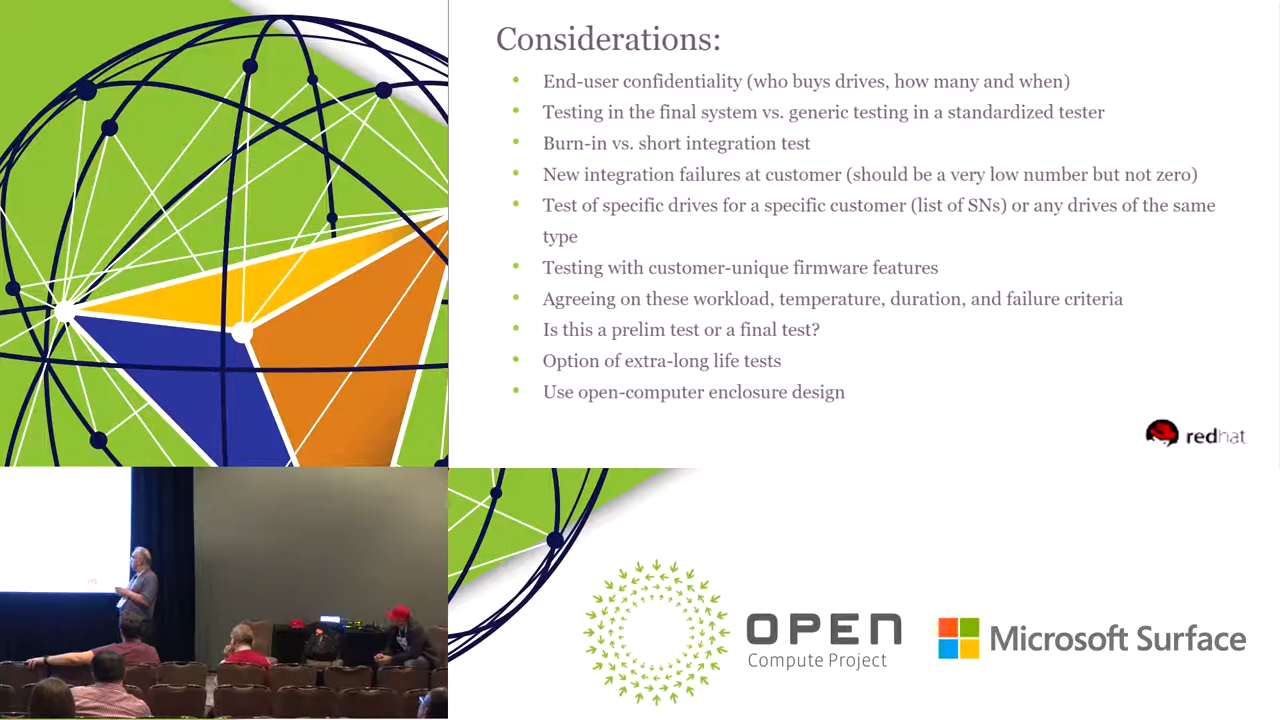 Considerations:
• End-user confidentiality (who buys drives, how many and when)
• Testing in the final system vs. generic testing in a standardized tester
• Burn-in vs. short integration test
• New integration failures at customer (should be a very low number but not zero)
• Test of specific drives for a specific customer (list of SNs) or any drives of the same
type
• Testing with customer-unique firmware features
• Agreeing on these workload, temperature, duration, and failure criteria
• Is this a prelim test or a final test?
• Option of extra-long life tests
• Use open-computer enclosure design
redhat
OPEN
Compute Project
Microsoft Surface